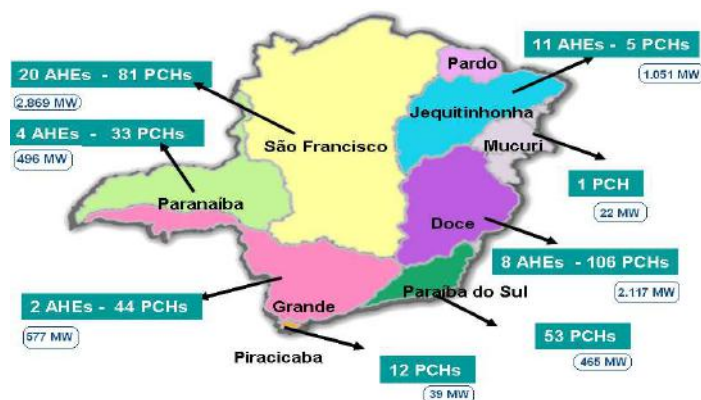 11 AHEs - 5 PCHs
1.051 MW
Pardo
20 AHEs - 81 PCHs
2.869 MW
Jequitinhonha
4 AHEs - 33 PCHs
496 MW
São Francisco
Mucuri
1 PCH
22 MW
Paranaíba
Doce
8 AHEs - 106 PCHs
2.117 MW
2 AHEs - 44 PCHs
577 MW
Grande
Paraíba do Sul
53 PCHs
465 MW
Piracicaba
12 PCHs
39 MW